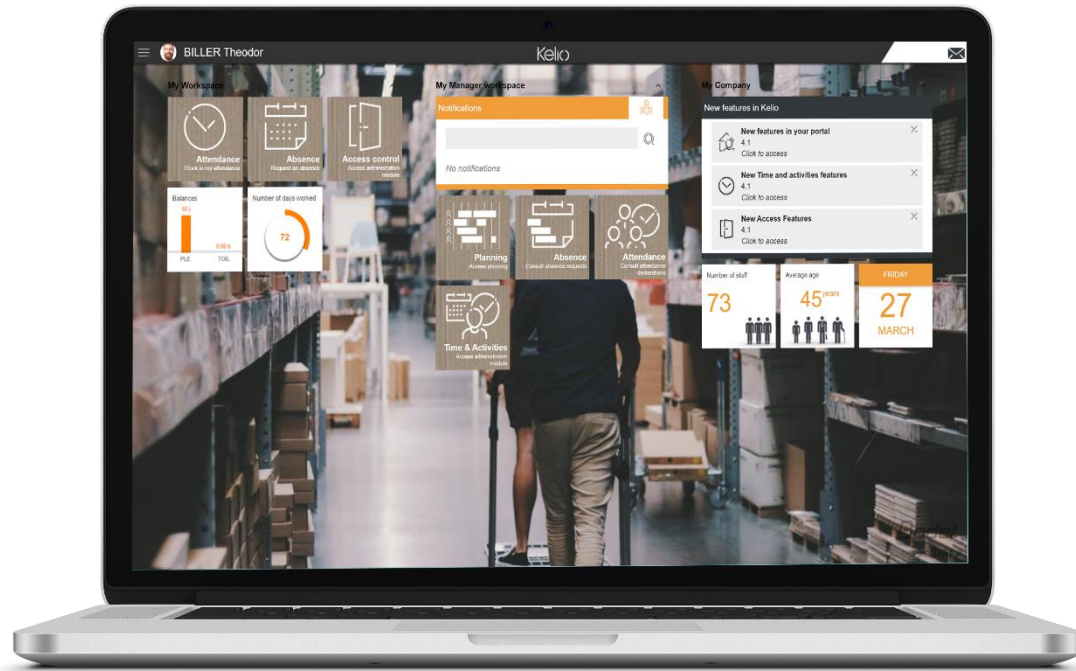 BILLER Theodor
Kelio
My Workspace
Attendance
Clock in my attendance
Absence
Request an absence
Access control
Access administration
module
Balances
0.00 h
PLE
TOIL
Number of days worked
72
My Manager workspace
Notifications
No notifications
Planning
Access planning
Absence
Consult absence requests
Attendance
Consult attendance
declarations
Time & Activities
Access administration
module
My Company
New features in Kelio
New features in your portal
4.1
Click to access
New Time and activities features
4.1
Click to access
New Access Features
4.1
Click to access
Number of staff
73
Average age
45 years
FRIDAY
27
MARCH
Bodet